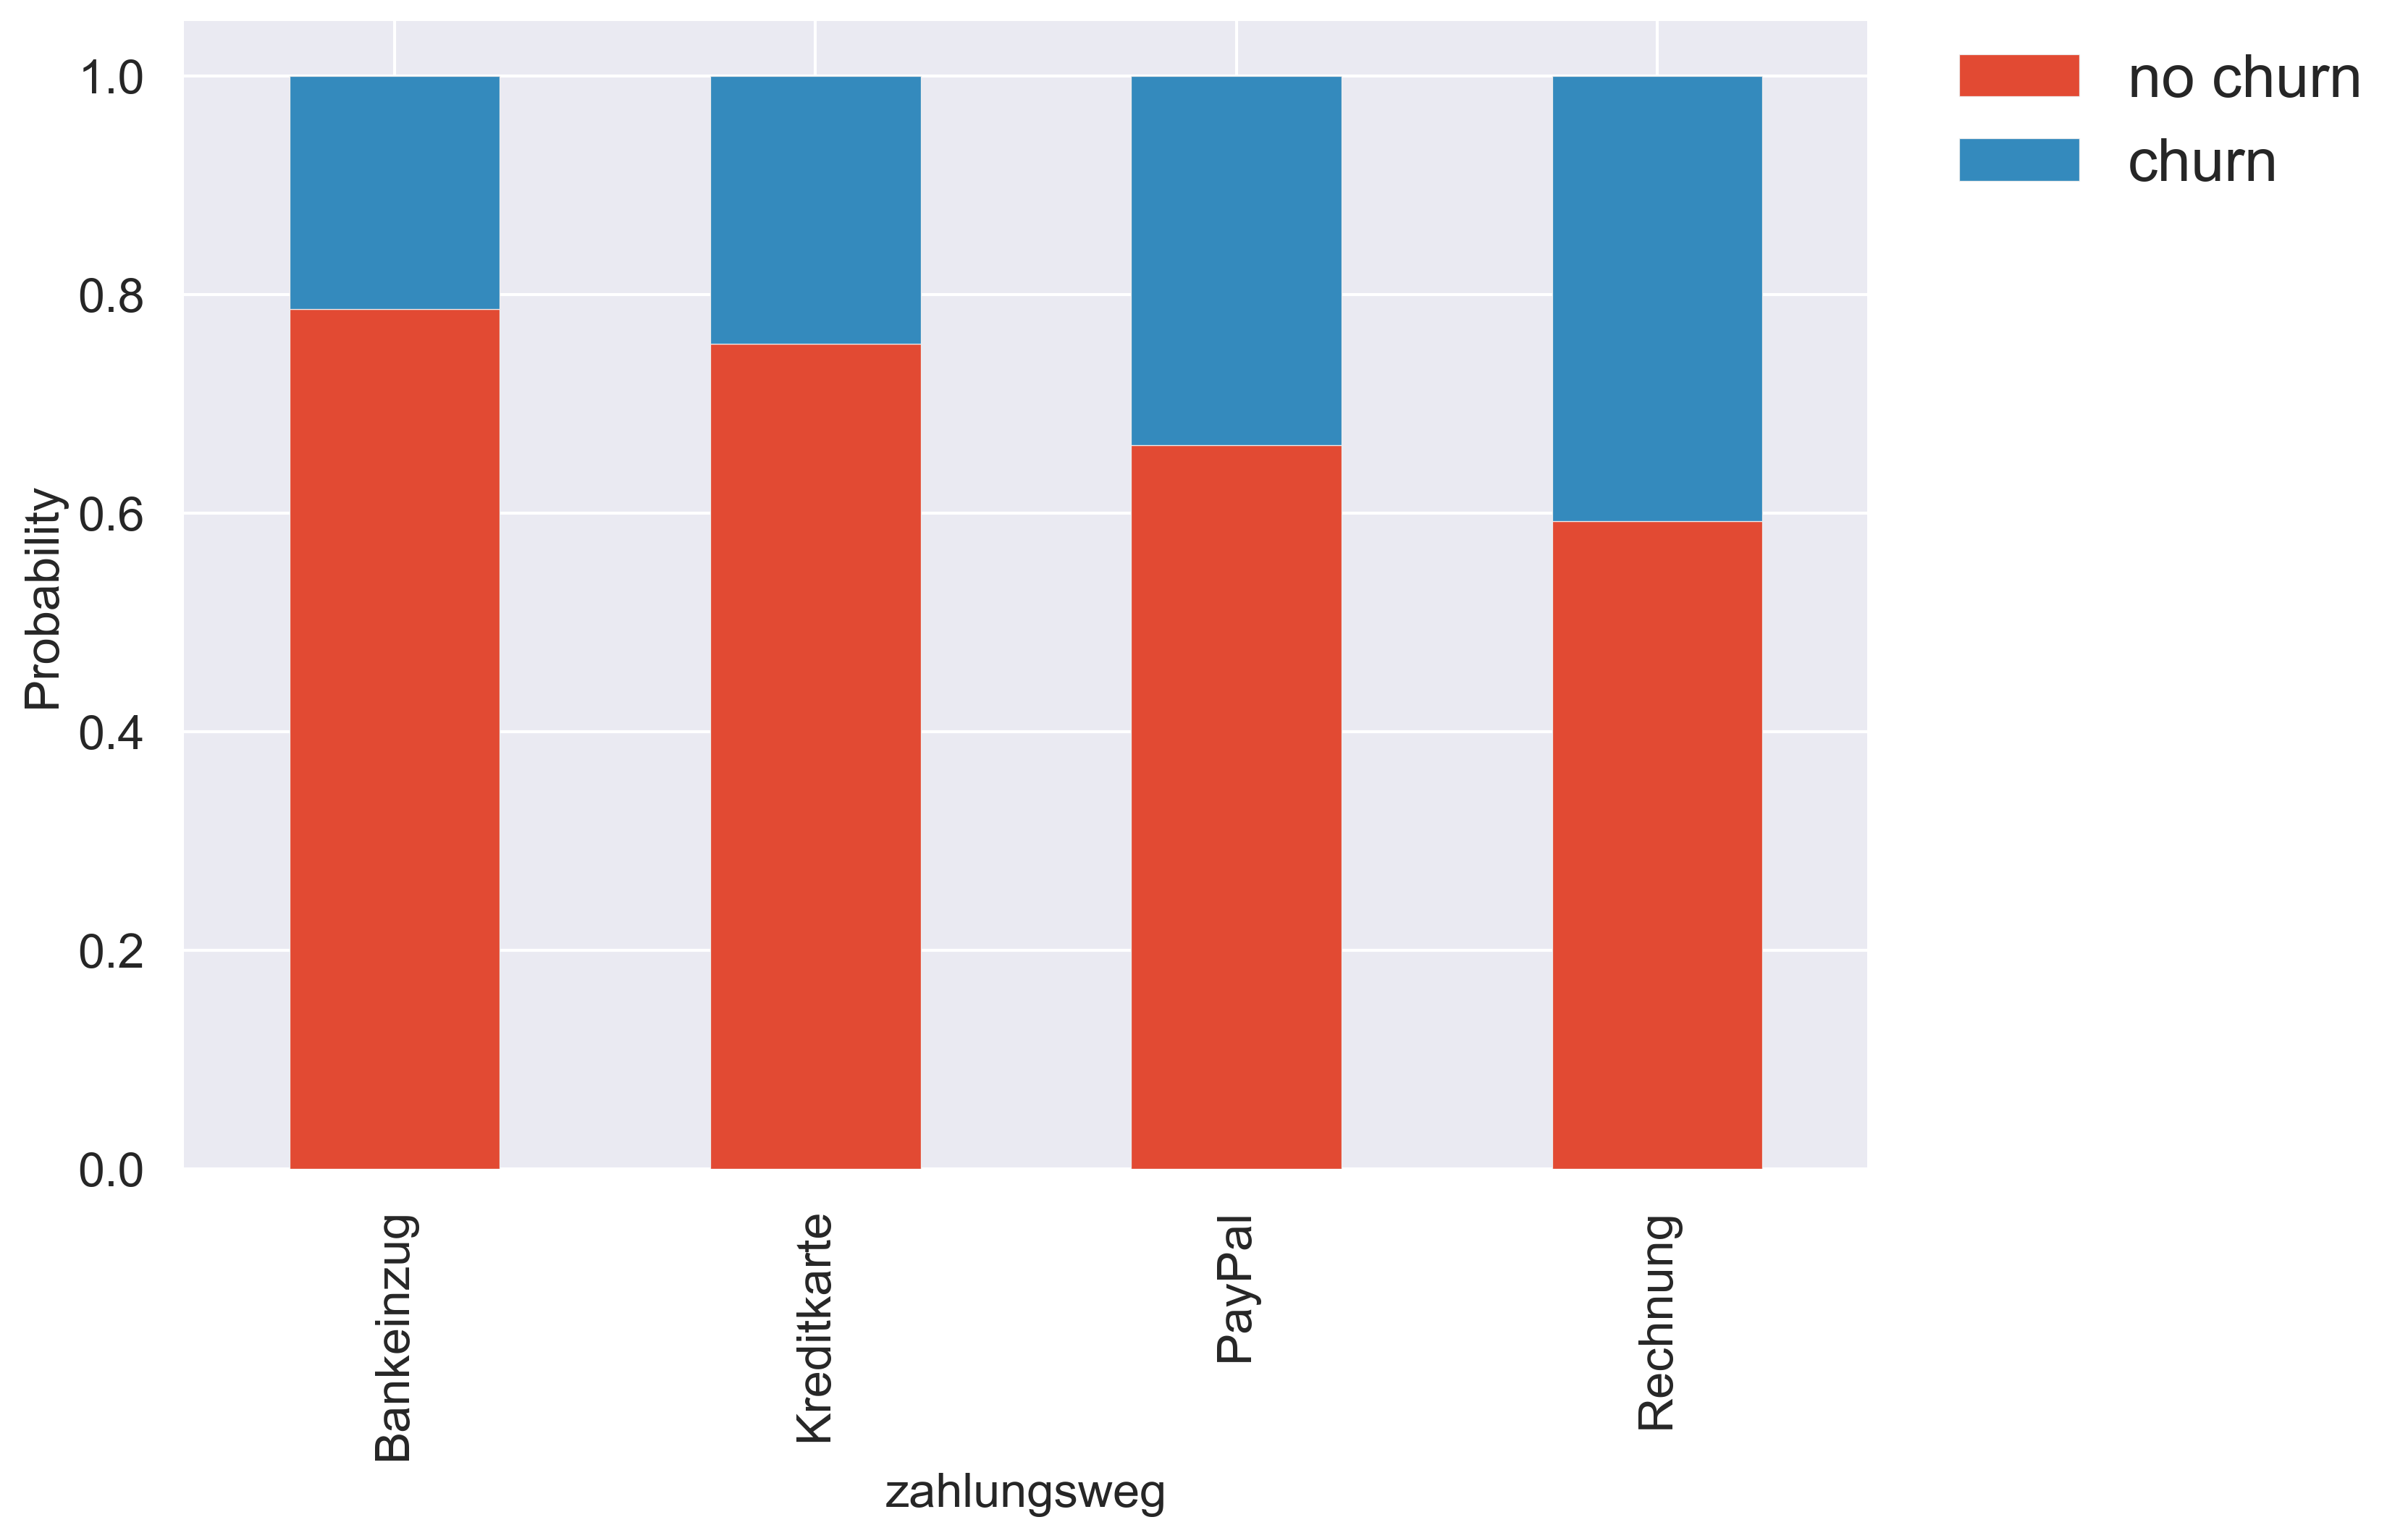 no churn
churn
1.0
0.8
0.6
0.4
0.2
0.0
Probability
Bankeinzug
Kreditkarte
PayPal
Rechnung
zahlungsweg